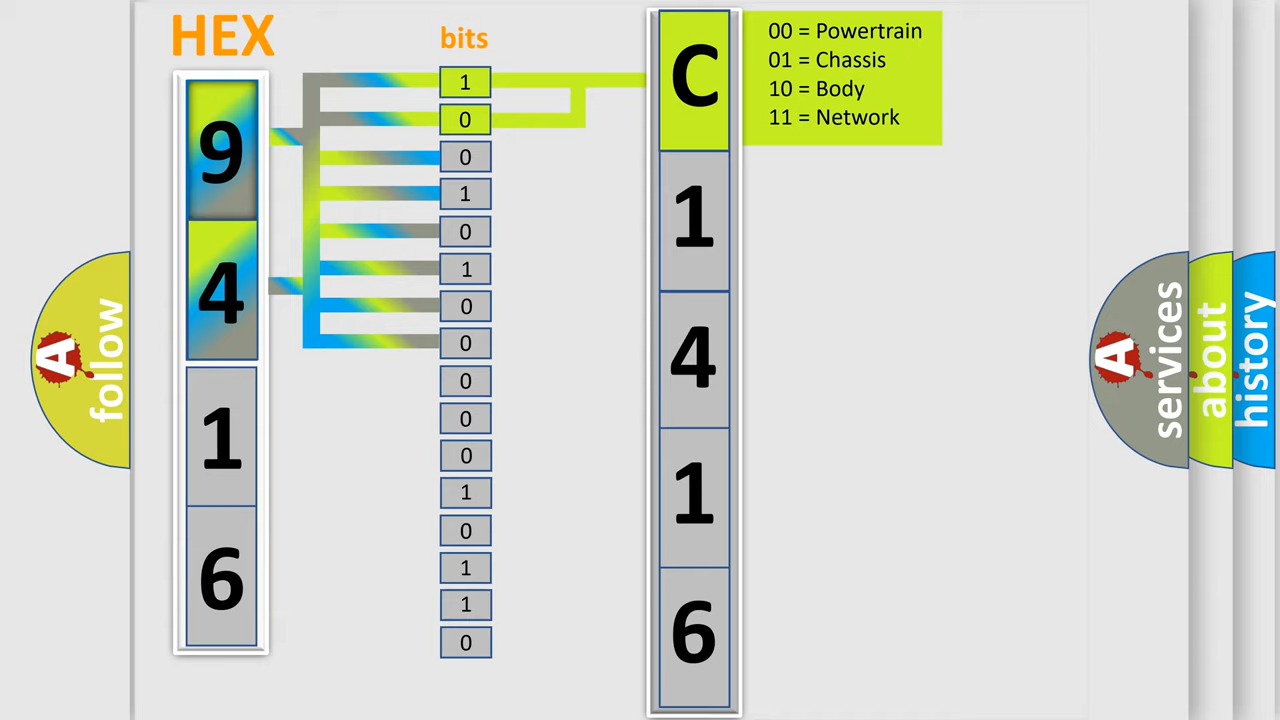 HEX
9
4
1
6
bits
1
0
0
1
0
1
0
0
0
0
0
1
0
1
1
0
C
1
4
1
6
00 = Powertrain
01 = Chassis
10 = Body
11 = Network
A
follow
A
services
about
history